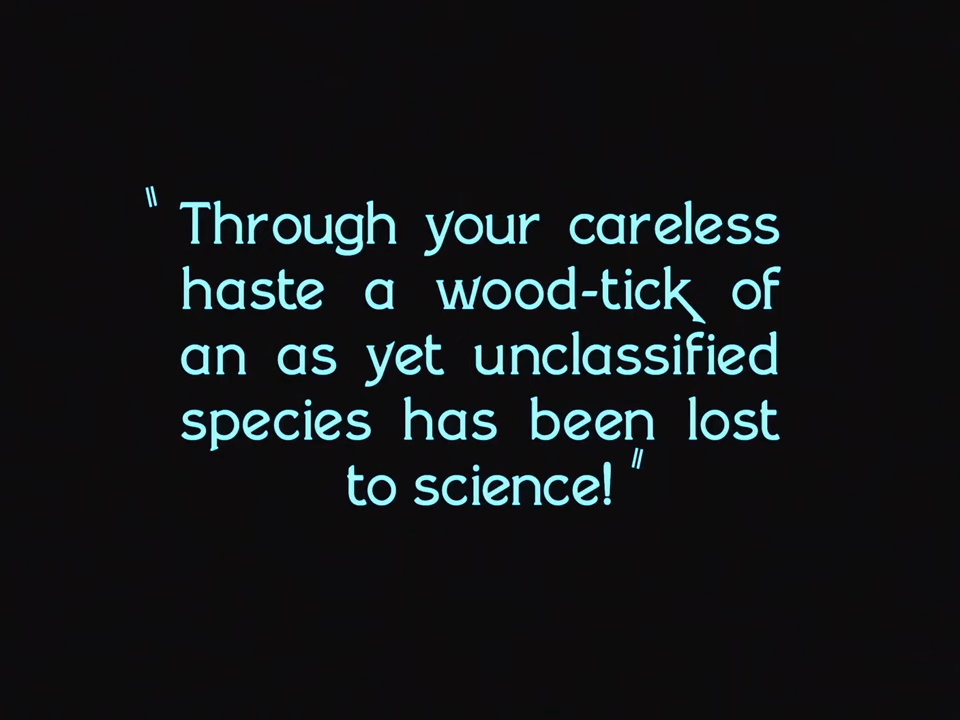 "Through your careless
haste a wood-tick of
an as yet unclassified
species has been lost
to science!"